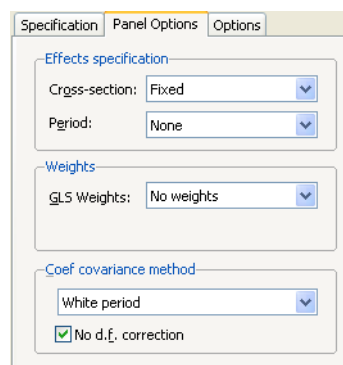 Specification Panel Options Options
Effects specification
Cross-section: Fixed
Period: None
Weights
GLS Weights: No weights
Coef covariance method
White period
No d.f. correction